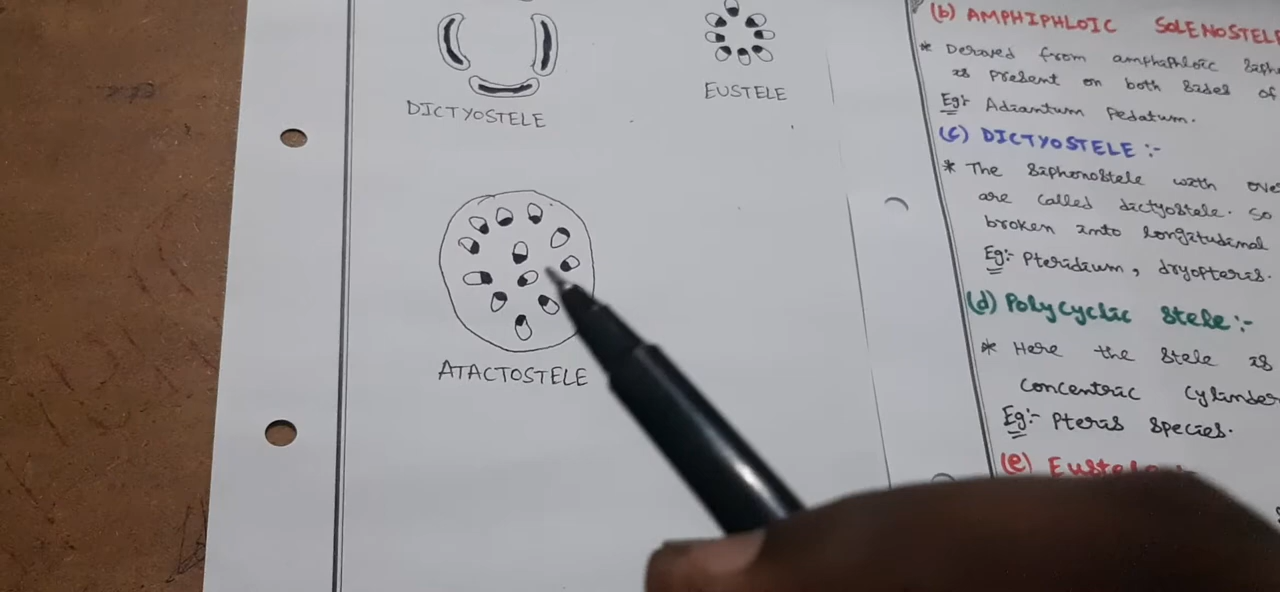 DICTYOSTELE
EUSTELE
ATACTOSTELE
(b) AMPHIPHLOIC SOLENOSTELE
* Derived from amphiphloic
is present on both sides of
Eg:- Adiantum Pedatum.
(c) DICTYOSTELE :-
* The Siphonostele with
are called dictyostele. So
broken into longitudinal
Eg:- Pteridium, dryopteris.
(d) Polycyclic Stele:-
* Here the Stele is
Concentric Cylinder
Eg:- Pteris Species.
(e)